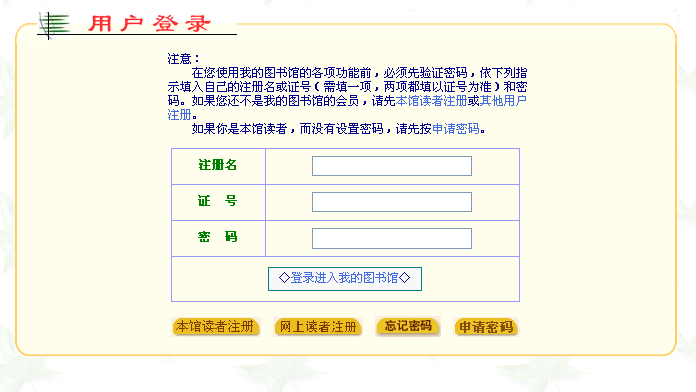 用户登录
注意：
在您使用我的图书馆的各项功能前，必须先验证密码，依下列指
示填入自己的注册名或证号（需填一项，两项都填以证号为准）和密
码。如果您还不是我的图书馆的会员，请先本馆读者注册或其他用户
注册。
如果你是本馆读者，而没有设置密码，请先按申请密码。
注册名
证 号
密 码
◇登录进入我的图书馆◇
本馆读者注册 网上读者注册 忘记密码 申请密码